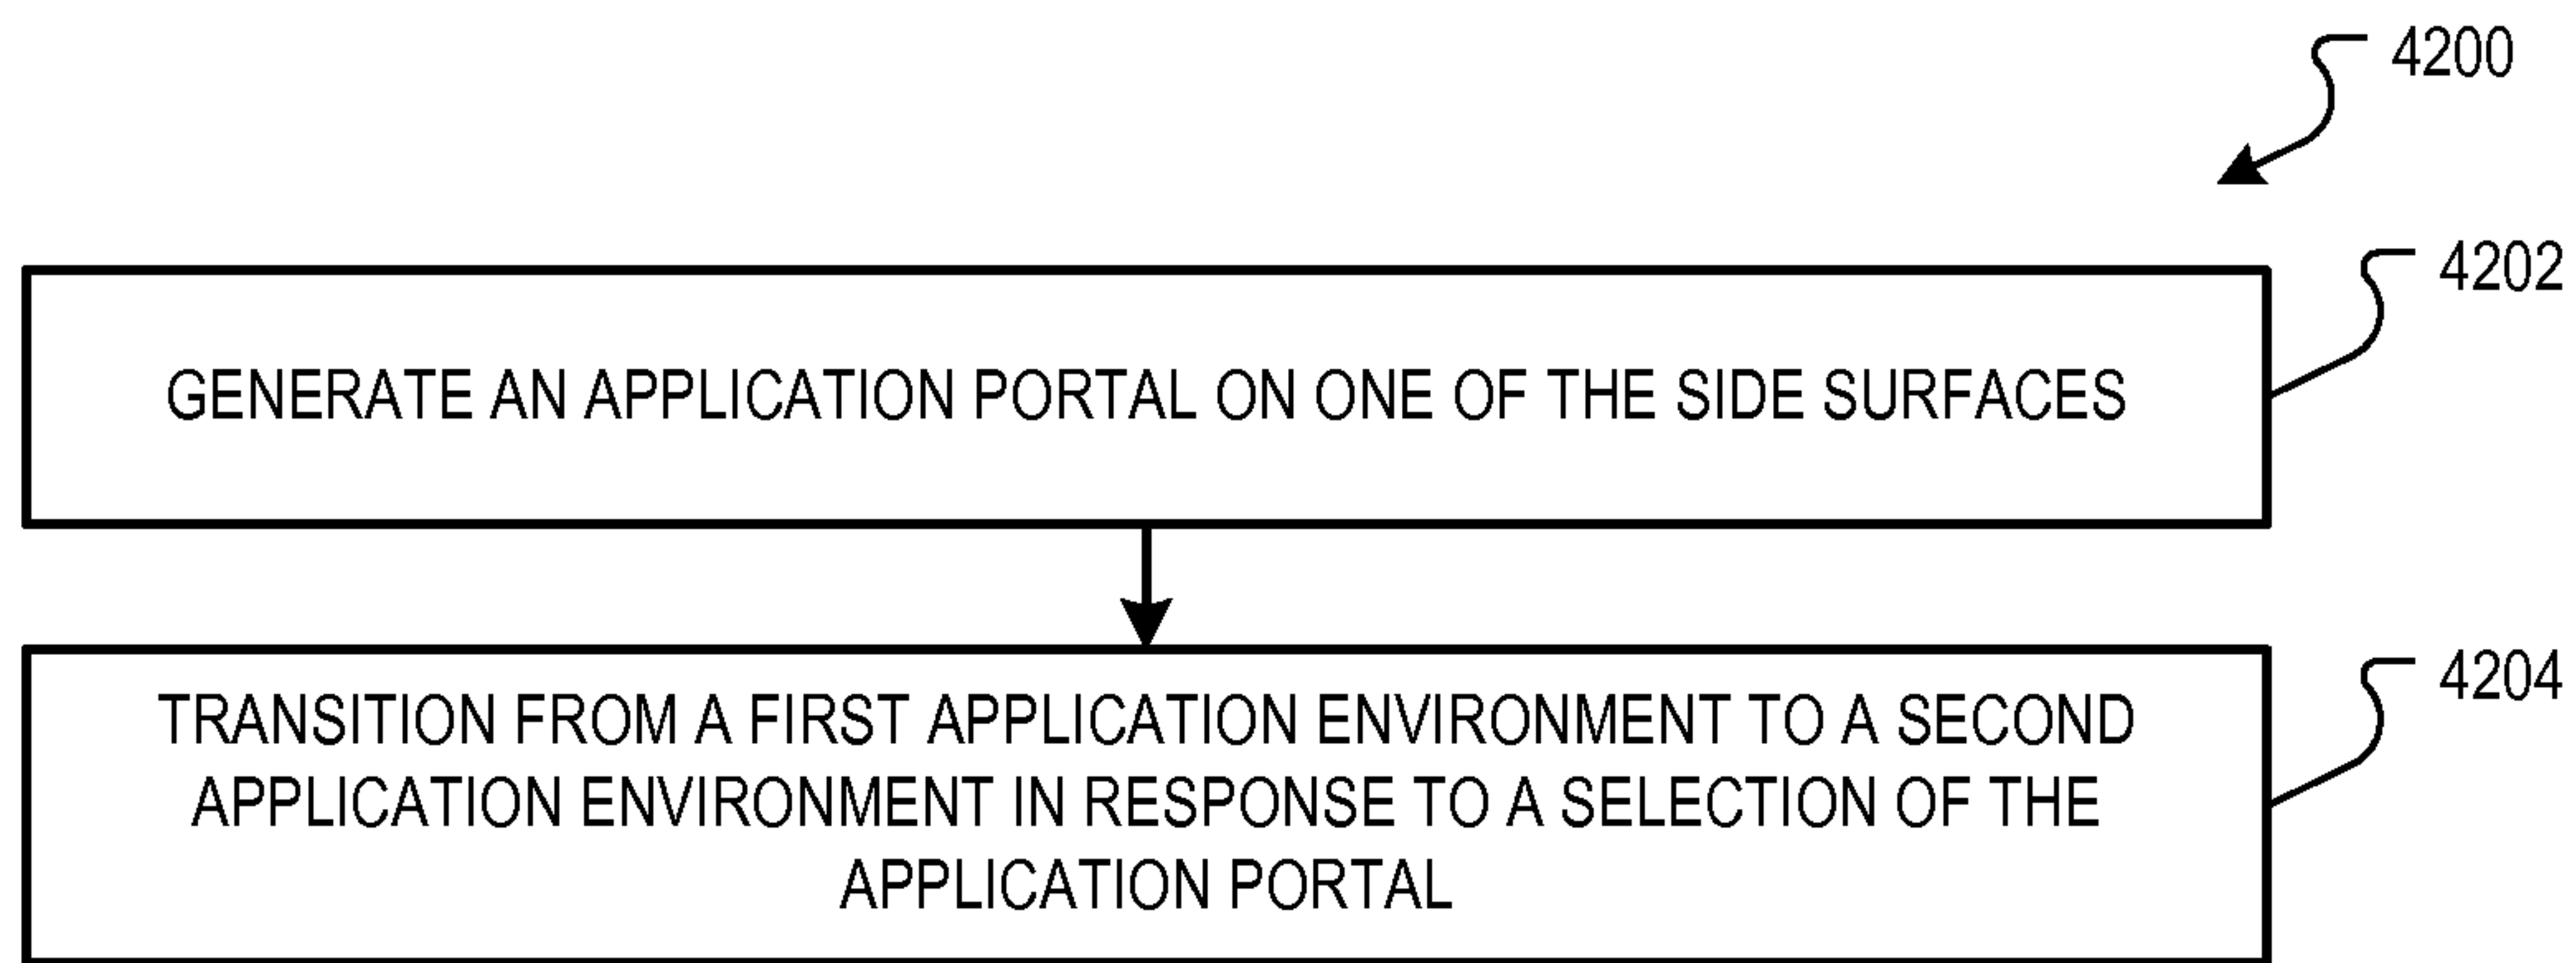 4200
4202
GENERATE AN APPLICATION PORTAL ON ONE OF THE SIDE SURFACES
4204
TRANSITION FROM A FIRST APPLICATION ENVIRONMENT TO A SECOND
APPLICATION ENVIRONMENT IN RESPONSE TO A SELECTION OF THE
APPLICATION PORTAL